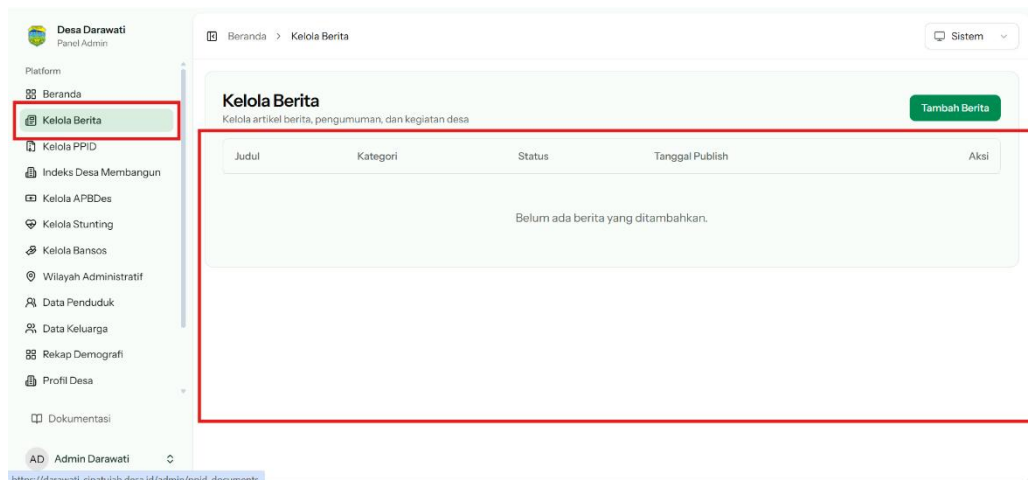 Desa Darawati
Panel Admin
Platform
Beranda
Kelola Berita
Kelola PPID
Indeks Desa Membangun
Kelola APBDes
Kelola Stunting
Kelola Bansos
Wilayah Administratif
Data Penduduk
Data Keluarga
Rekap Demografi
Profil Desa
Dokumentasi
AD Admin Darawati
Beranda > Kelola Berita
Sistem
Kelola Berita
Kelola artikel berita, pengumuman, dan kegiatan desa
Tambah Berita
Judul Kategori Status Tanggal Publish Aksi
Belum ada berita yang ditambahkan.